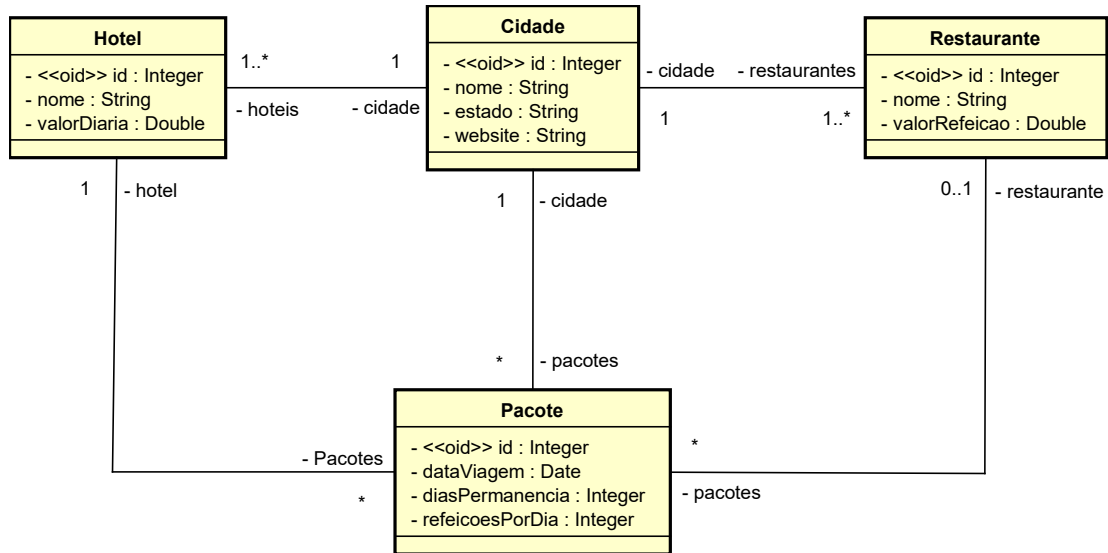 Hotel
- <<oid>> id : Integer
- nome : String
- valorDiaria : Double
1..*
1
- hoteis
- cidade
Cidade
- <<oid>> id : Integer
- nome : String
- estado : String
- website : String
- cidade
- restaurantes
1
1..*
Restaurante
- <<oid>> id : Integer
- nome : String
- valorRefeicao : Double
1
- hotel
1
- cidade
0..1
- restaurante
*
- pacotes
- Pacotes
*
*
- pacotes
Pacote
- <<oid>> id : Integer
- dataViagem : Date
- diasPermanencia : Integer
- refeicoesPorDia : Integer